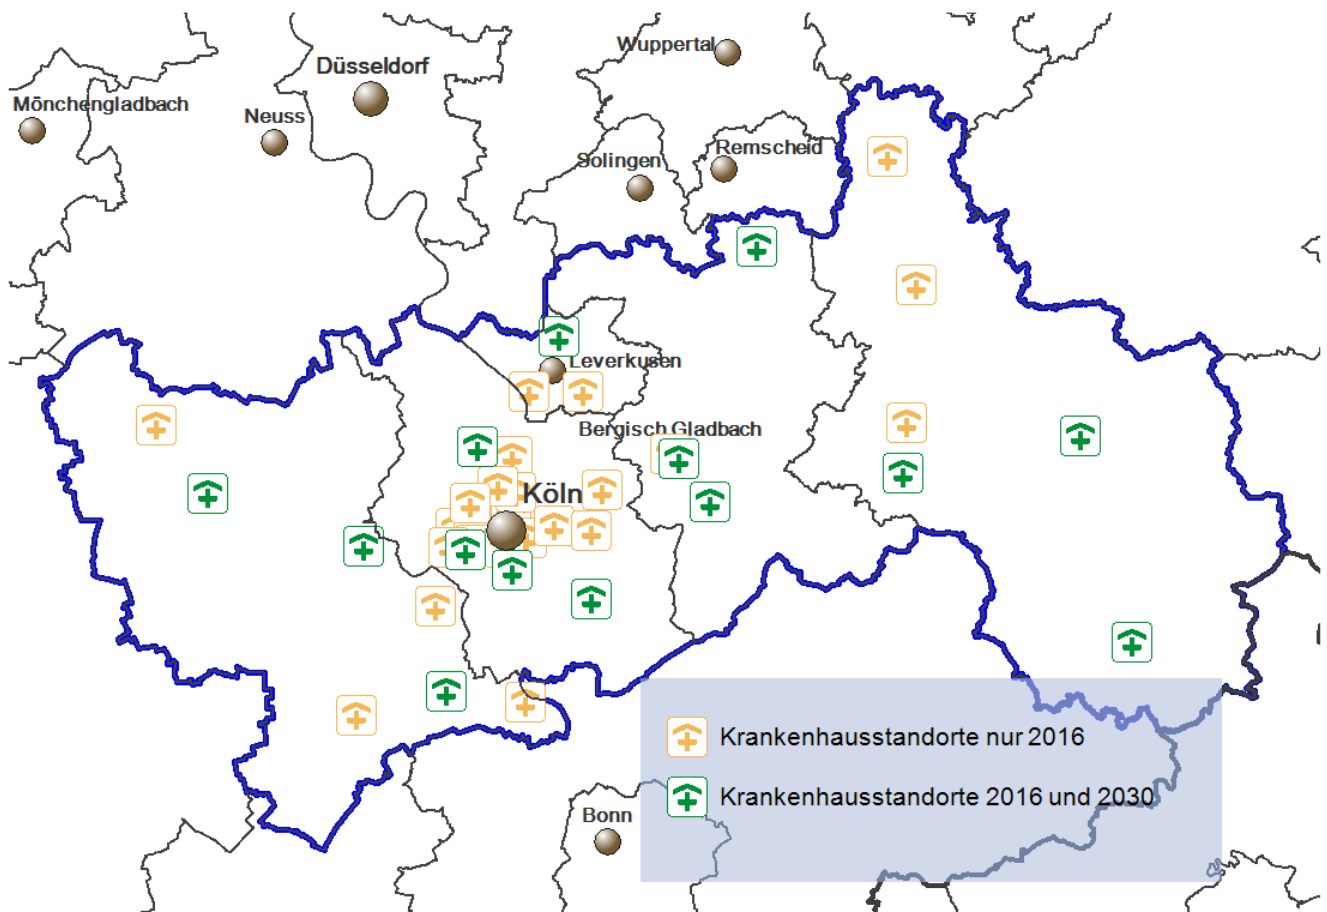 Wuppertal
Düsseldorf
Mönchengladbach
Neuss
Remscheid
Solingen
Leverkusen
Bergisch Gladbach
Köln
Krankenhausstandorte nur 2016
Krankenhausstandorte 2016 und 2030
Bonn